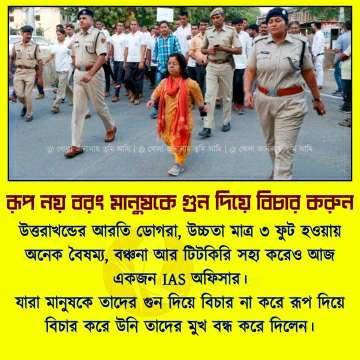 রূপ নয় বরং মানুষকে গুন দিয়ে বিচার করুন
উত্তরাখন্ডের আরতি ডোগরা, উচ্চতা মাত্র ৩ ফুট হওয়ায়
অনেক বৈষম্য, বঞ্চনা আর টিটকিরি সহ্য করেও আজ
একজন IAS অফিসার।
যারা মানুষকে তাদের গুন দিয়ে বিচার না করে রূপ দিয়ে
বিচার করে উনি তাদের মুখ বন্ধ করে দিলেন।